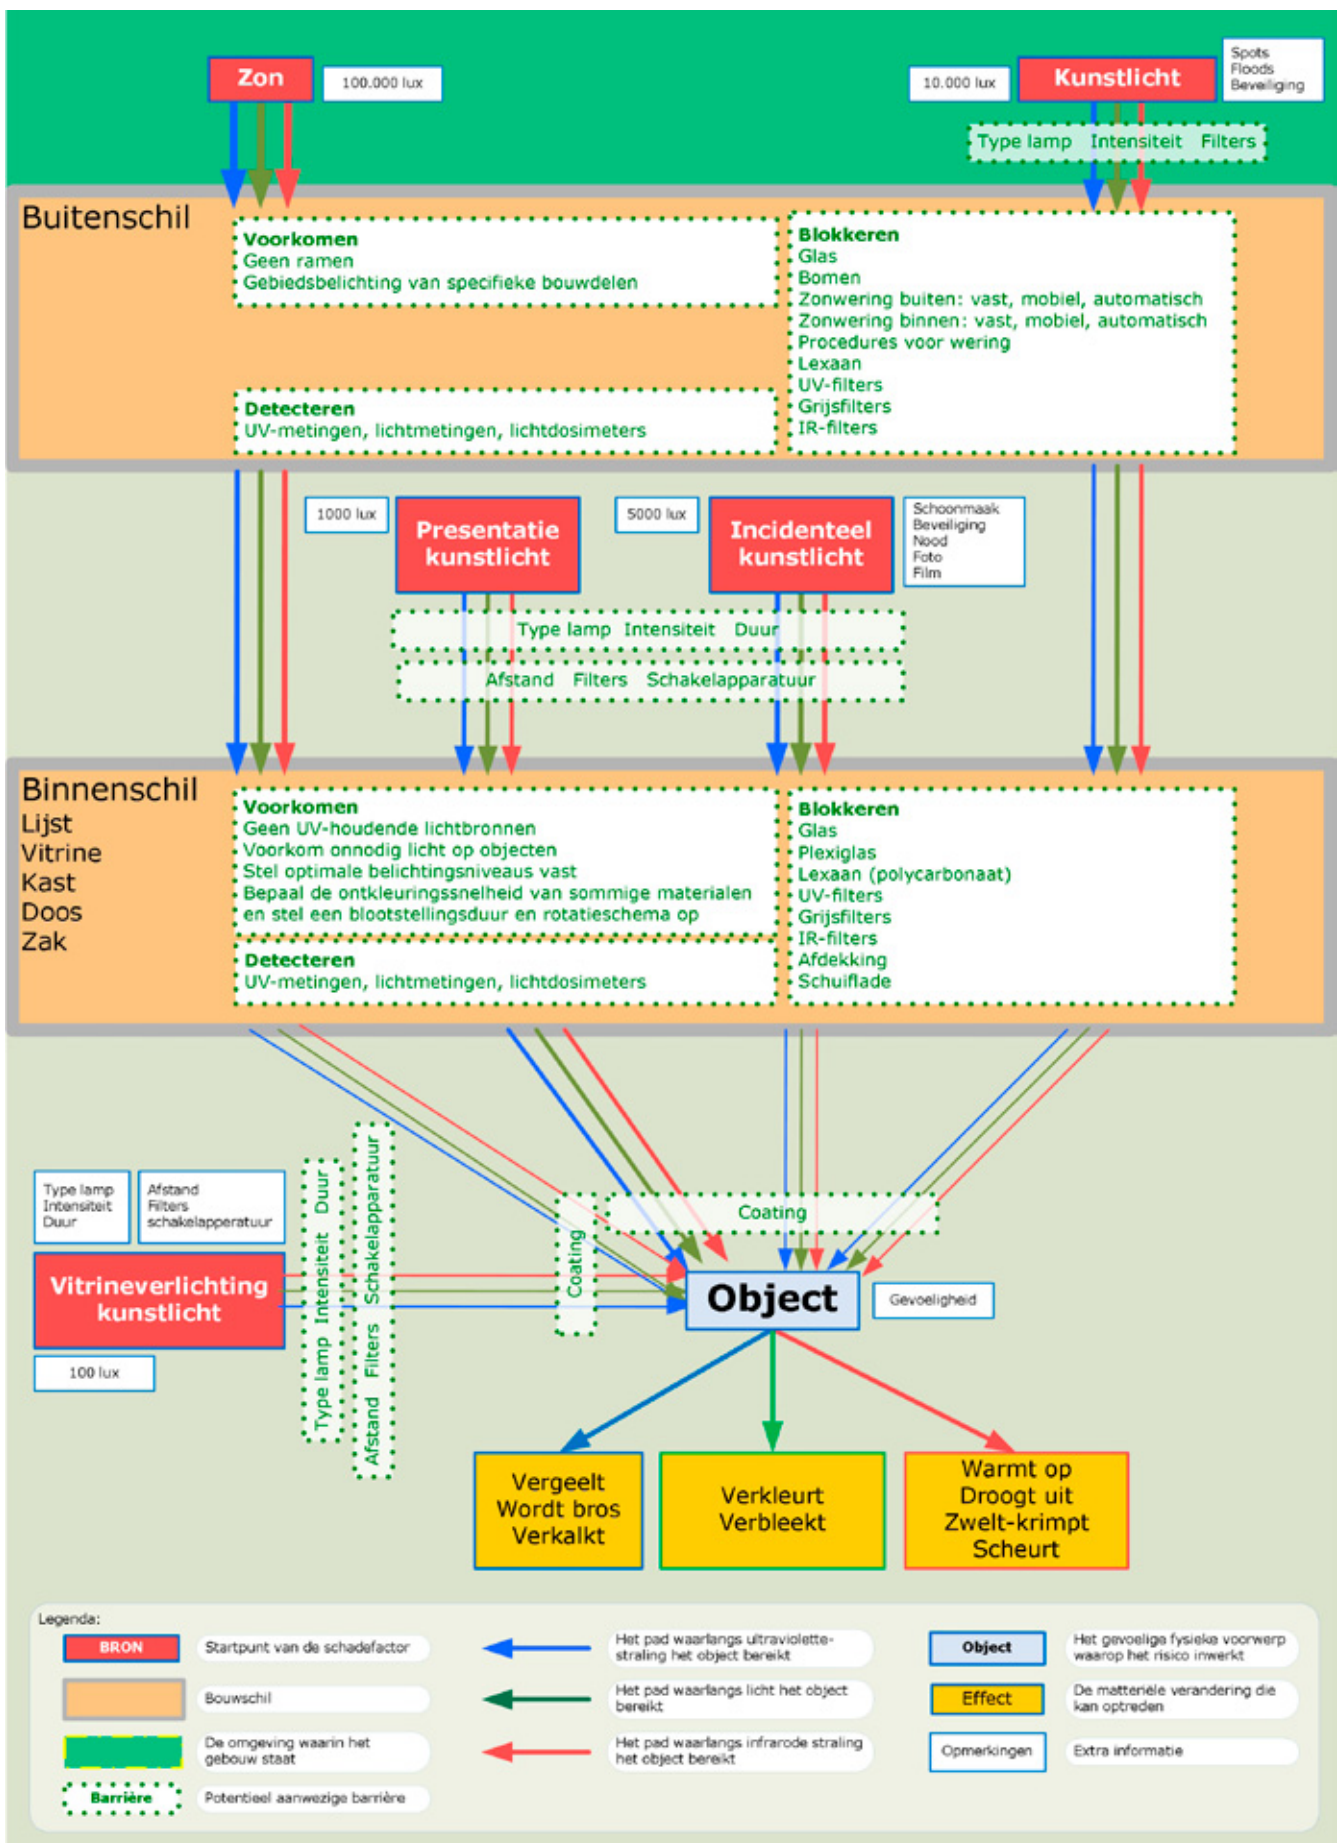 Zon
100.000 lux
10.000 lux
Kunstlicht
Spots
Floods
Beveiliging
Type lamp Intensiteit Filters
Buitenschil
Voorkomen
Geen ramen
Gebiedsbelichting van specifieke bouwdelen
Detecteren
UV-metingen, lichtmetingen, lichtdosimeters
Blokkeren
Glas
Bomen
Zonwering buiten: vast, mobiel, automatisch
Zonwering binnen: vast, mobiel, automatisch
Procedures voor wering
Lexaan
UV-filters
Grijsfilters
IR-filters
1000 lux
Presentatie
kunstlicht
5000 lux
Incidenteel
kunstlicht
Schoonmaak
Beveiliging
Nood
Foto
Film
Type lamp Intensiteit Duur
Afstand Filters Schakelapparatuur
Binnenschil
Lijst
Vitrine
Kast
Doos
Zak
Voorkomen
Geen UV-houdende lichtbronnen
Voorkom onnodig licht op objecten
Stel optimale belichtingsniveaus vast
Bepaal de ontkleuringssnelheid van sommige materialen
en stel een blootstellingsduur en rotatieschema op
Detecteren
UV-metingen, lichtmetingen, lichtdosimeters
Blokkeren
Glas
Plexiglas
Lexaan (polycarbonaat)
UV-filters
Grijsfilters
IR-filters
Afdekking
Schuiflade
Type lamp
Intensiteit
Duur
Afstand
Filters
schakelapperatuur
Vitrineverlichting
kunstlicht
100 lux
Type lamp Intensiteit Duur
Afstand Filters Schakelapparatuur
Coating
Coating
Object
Gevoeligheid
Vergeelt
Wordt bros
Verkalkt
Verkleurt
Verbleekt
Warmt op
Droogt uit
Zwelt-krimpt
Scheurt
Legenda:
BRON
Startpunt van de schadefactor
Bouwschil
De omgeving waarin het
gebouw staat
Barrière
Potentieel aanwezige barrière
Het pad waarlangs ultraviolette-
straling het object bereikt
Het pad waarlangs licht het object
bereikt
Het pad waarlangs infrarode straling
het object bereikt
Object
Het gevoelige fysieke voorwerp
waarop het risico inwerkt
Effect
De matteriële verandering die
kan optreden
Opmerkingen
Extra informatie